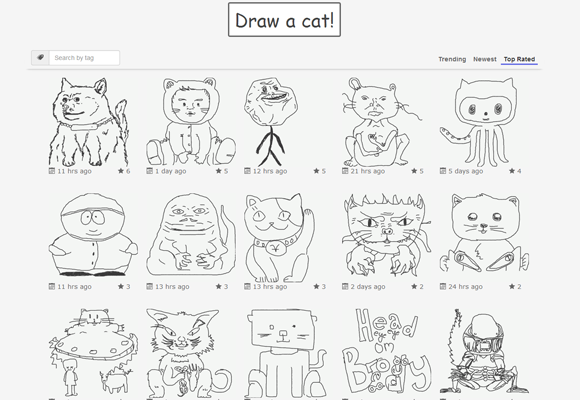 Draw a cat!
Search by tag
Trending Newest Top Rated
11 hrs ago 6
1 day ago 5
12 hrs ago 5
21 hrs ago 5
5 days ago 4
11 hrs ago 3
13 hrs ago 3
13 hrs ago 3
2 days ago 2
24 hrs ago 2
¥
Head
om
Body